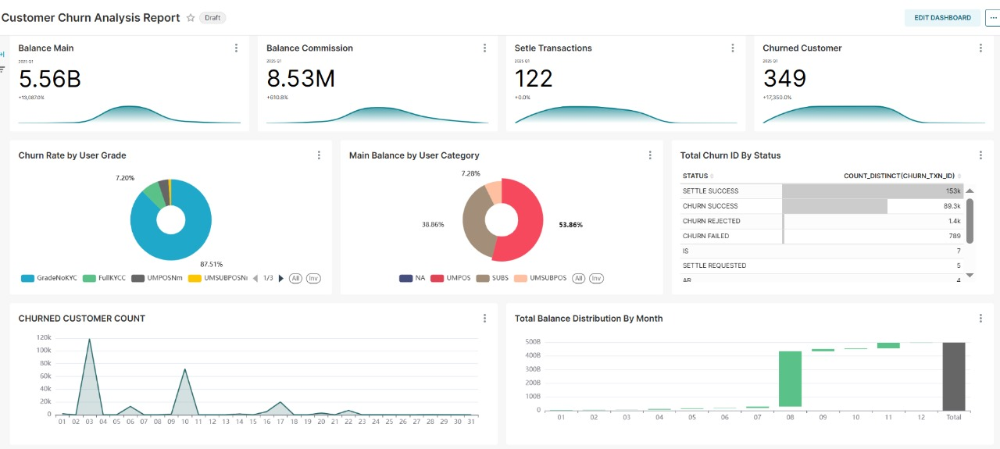 Customer Churn Analysis Report Draft EDIT DASHBOARD ...
Balance Main
2025 Q1
5.56B
+13,087.0%
Balance Commission
2025 Q1
8.53M
+610.8%
Setle Transactions
2025 Q1
122
+0.0%
Churned Customer
2025 Q1
349
+17,350.0%
Churn Rate by User Grade
7.20%
87.51%
GradeNoKYC FullKYCC UMPOSNm UMSUBPOSN 1/3 All Inv
Main Balance by User Category
7.28%
38.86%
53.86%
NA UMPOS SUBS UMSUBPOS All Inv
Total Churn ID By Status
STATUS COUNT_DISTINCT(CHURN_TXN_ID)
SETTLE SUCCESS 153k
CHURN SUCCESS 89.3k
CHURN REJECTED 1.4k
CHURN FAILED 789
IS 7
SETTLE REQUESTED 5
AR 4
CHURNED CUSTOMER COUNT
120k
100k
80k
60k
40k
20k
0
01 02 03 04 05 06 07 08 09 10 11 12 13 14 15 16 17 18 19 20 21 22 23 24 25 26 27 28 29 30 31
Total Balance Distribution By Month
500B
400B
300B
200B
100B
0
01 02 03 04 05 06 07 08 09 10 11 12 Total